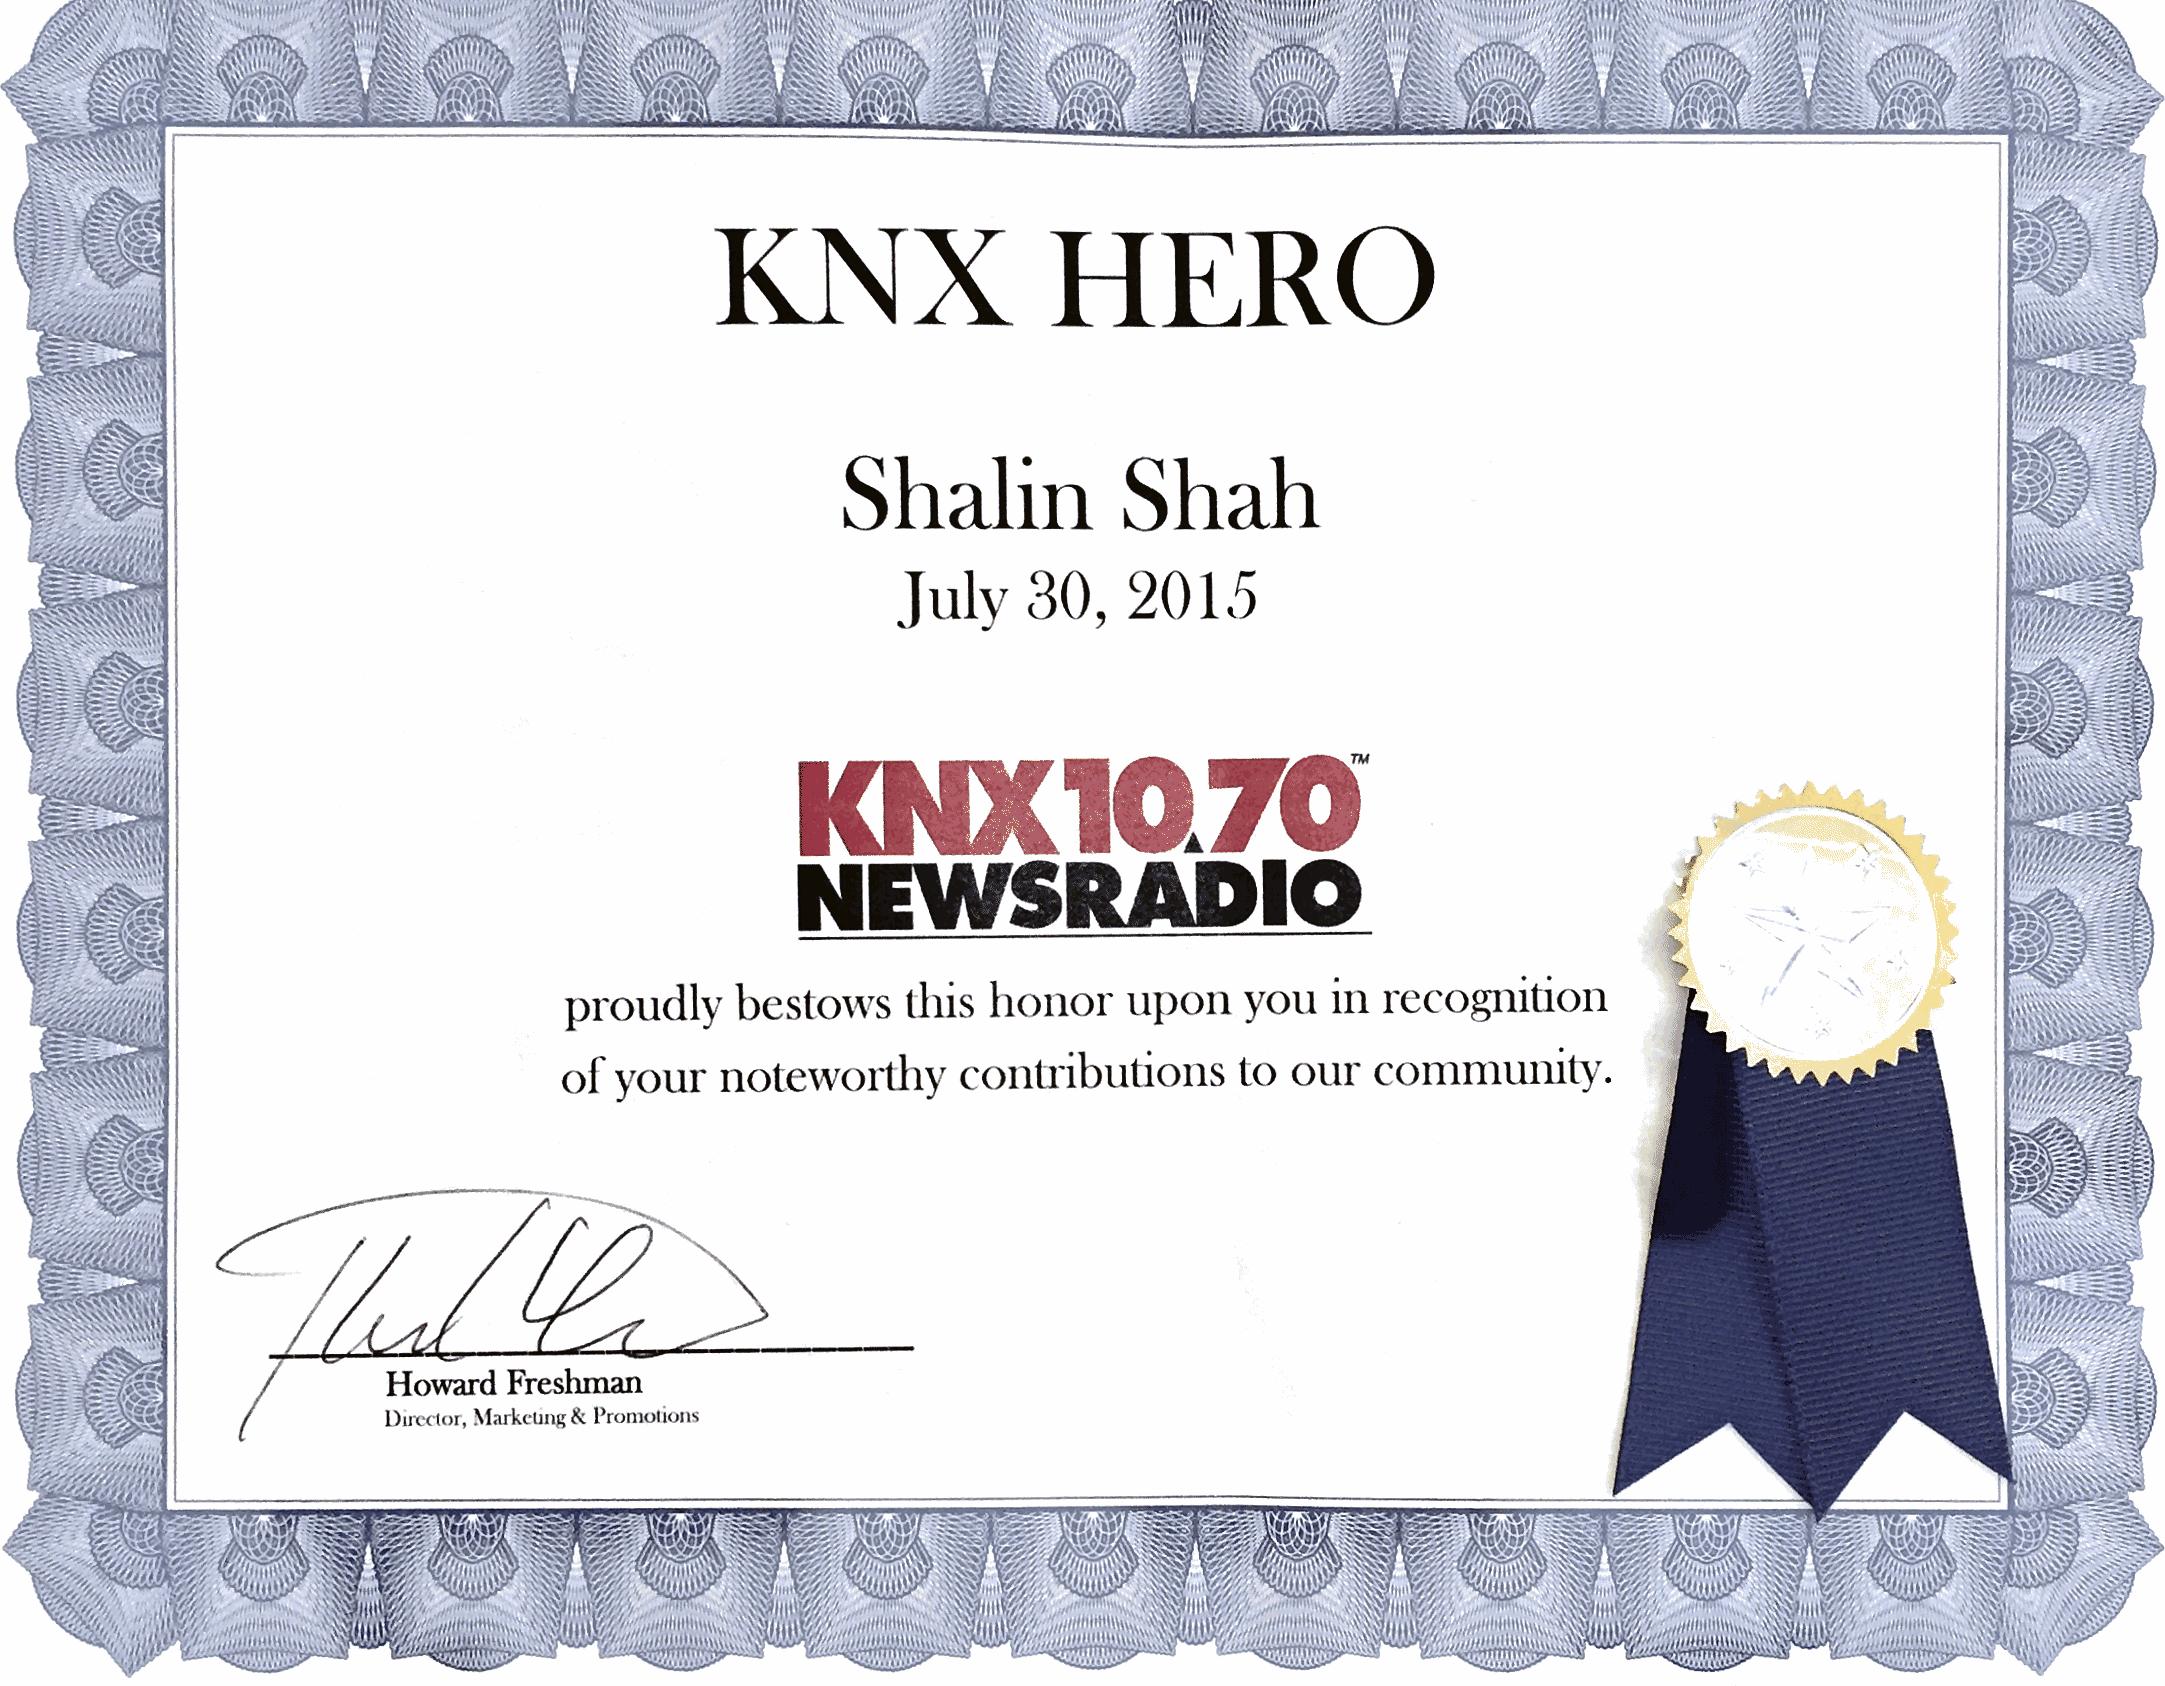 KNX HERO
Shalin Shah
July 30, 2015
KNX 10.70™
NEWSRADIO
proudly bestows this honor upon you in recognition
of your noteworthy contributions to our community.
Howard Freshman
Director, Marketing & Promotions